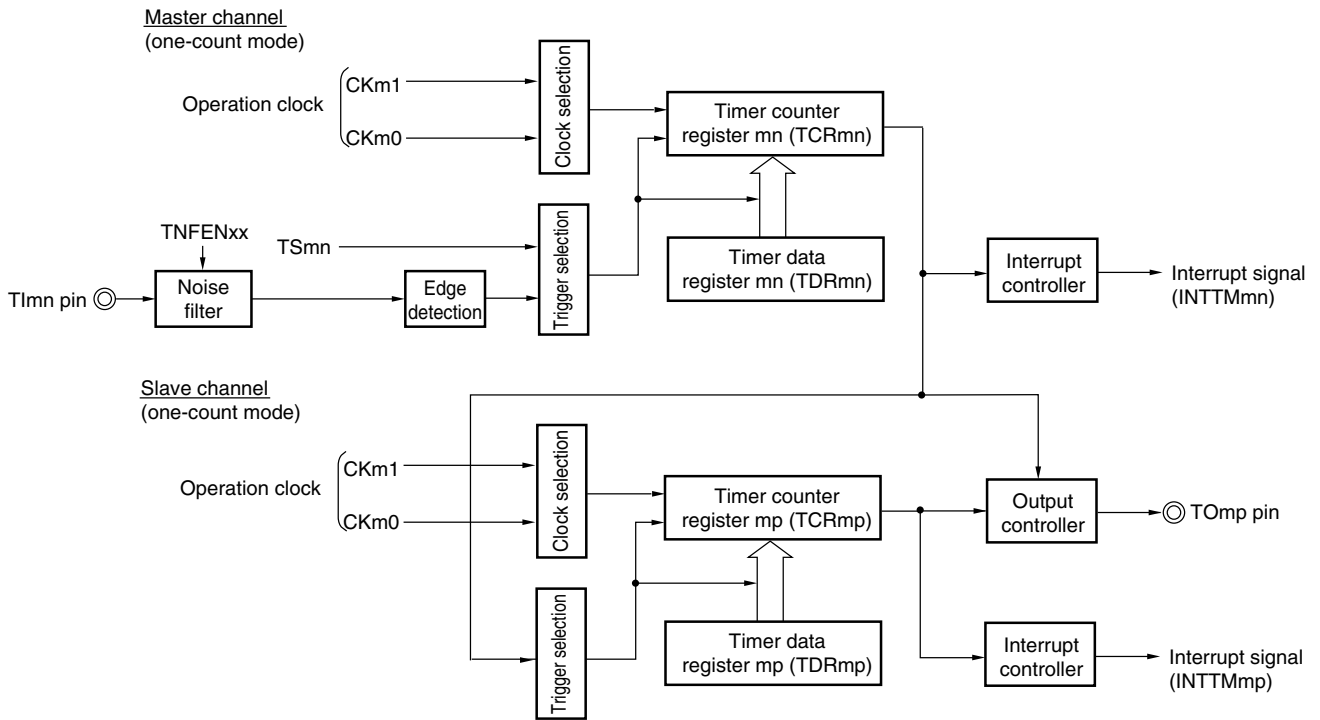 Master channel
(one-count mode)
Operation clock
CKm1
CKm0
Clock selection
Timer counter
register mn (TCRmn)
TNFENxx
TSmn
TImn pin
Noise
filter
Edge
detection
Trigger selection
Timer data
register mn (TDRmn)
Interrupt
controller
Interrupt signal
(INTTMmn)
Slave channel
(one-count mode)
Operation clock
CKm1
CKm0
Clock selection
Timer counter
register mp (TCRmp)
Output
controller
TOmp pin
Trigger selection
Timer data
register mp (TDRmp)
Interrupt
controller
Interrupt signal
(INTTMmp)